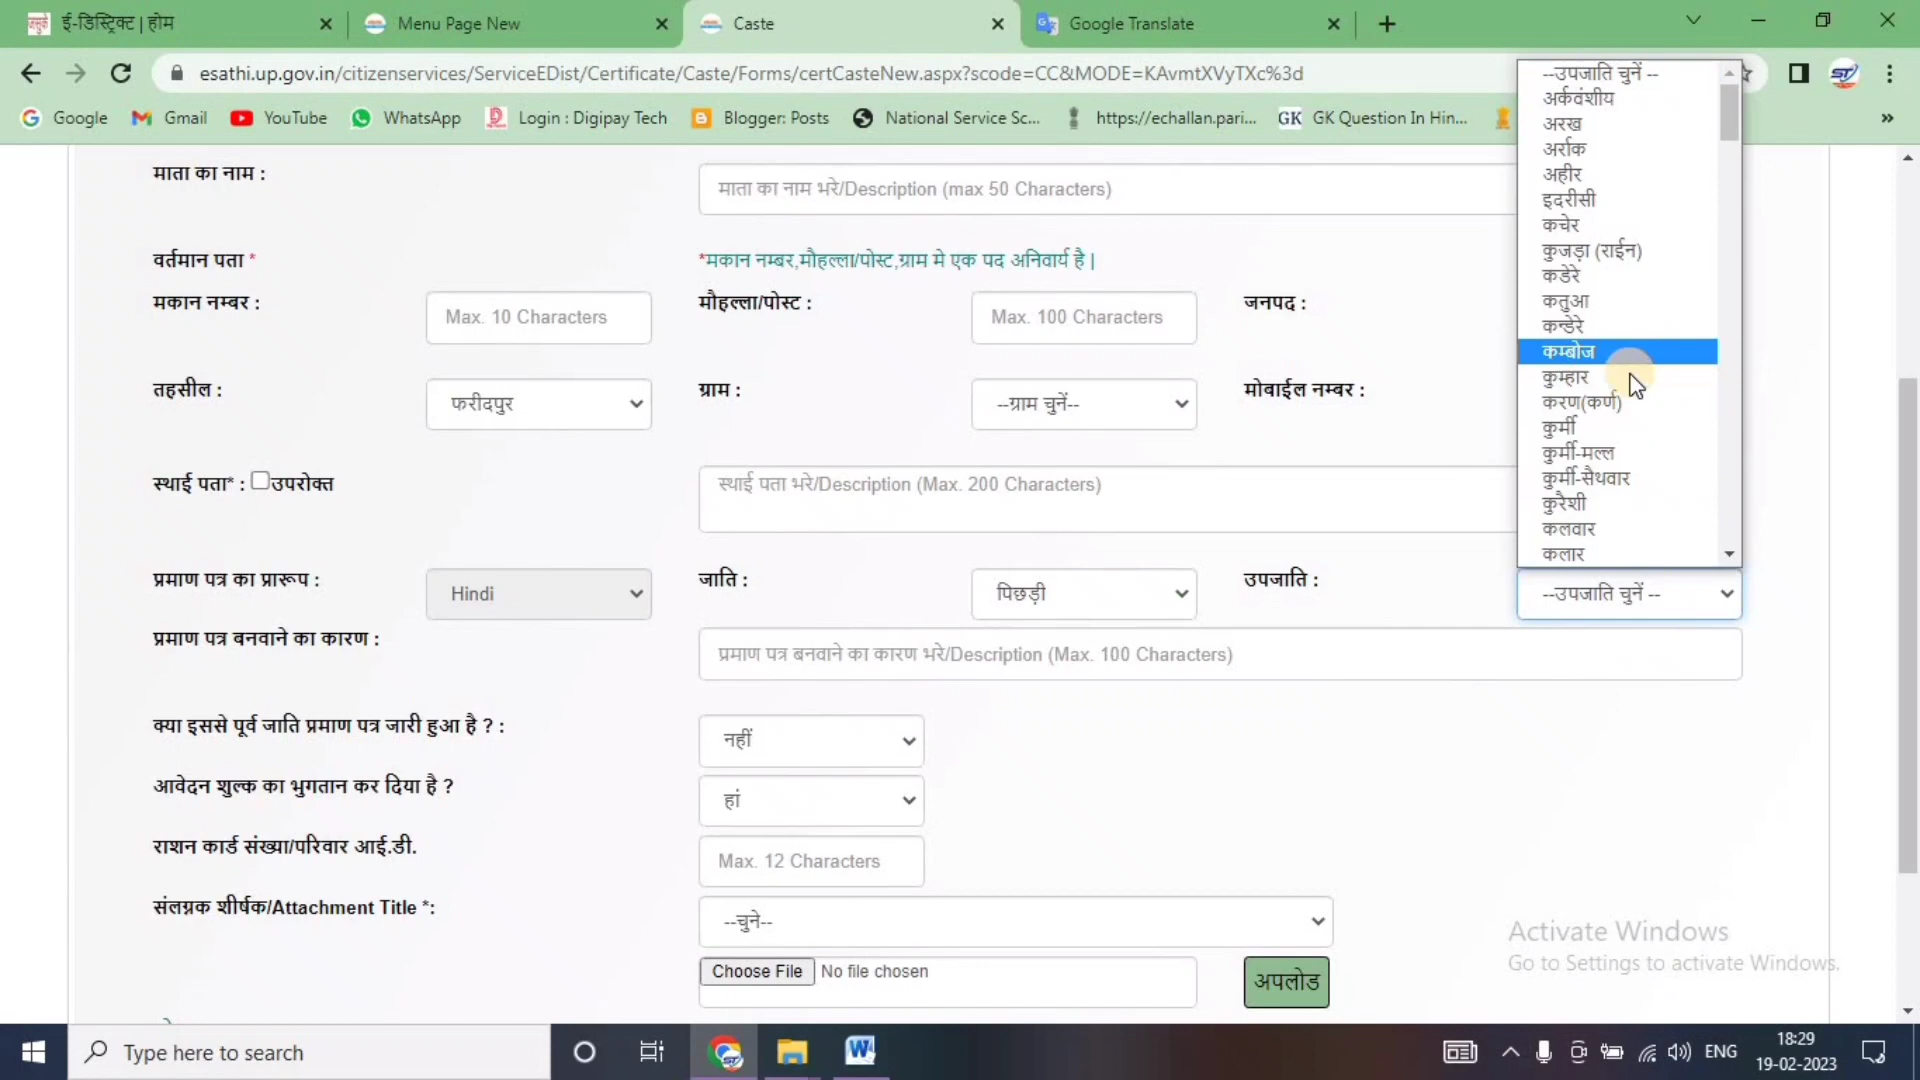 ई-डिस्ट्रिक्ट | होम
Menu Page New
Caste
Google Translate
esathi.up.gov.in/citizenservices/ServiceEDist/Certificate/Caste/Forms/certCasteNew.aspx?scode=CC&MODE=KAvmtXVyTXc%3d
Google
Gmail
YouTube
WhatsApp
Login : Digipay Tech
Blogger: Posts
National Service Sc...
https://echallan.pari...
GK
GK Question In Hin...
»
--उपजाति चुनें --
अर्कवंशीय
अरख
अर्राक
अहीर
इदरीसी
कचेर
कुजड़ा (राईन)
कडेरे
कतुआ
कन्डेरे
कम्बोज
कुम्हार
करण(कर्ण)
कुर्मी
कुर्मी-मल्ल
कुर्मी-सैथवार
कुरैशी
कलवार
कलार
माता का नाम :
माता का नाम भरे/Description (max 50 Characters)
वर्तमान पता *
*मकान नम्बर,मौहल्ला/पोस्ट,ग्राम मे एक पद अनिवार्य है |
मकान नम्बर :
Max. 10 Characters
मौहल्ला/पोस्ट :
Max. 100 Characters
जनपद :
तहसील :
फरीदपुर
ग्राम :
--ग्राम चुनें--
मोबाईल नम्बर :
स्थाई पता* : उपरोक्त
स्थाई पता भरे/Description (Max. 200 Characters)
प्रमाण पत्र का प्रारूप :
Hindi
जाति :
पिछड़ी
उपजाति :
--उपजाति चुनें --
प्रमाण पत्र बनवाने का कारण :
प्रमाण पत्र बनवाने का कारण भरे/Description (Max. 100 Characters)
क्या इससे पूर्व जाति प्रमाण पत्र जारी हुआ है ? :
नहीं
आवेदन शुल्क का भुगतान कर दिया है ?
हां
राशन कार्ड संख्या/परिवार आई.डी.
Max. 12 Characters
संलग्नक शीर्षक/Attachment Title *:
--चुने--
Choose File No file chosen
अपलोड
Activate Windows
Go to Settings to activate Windows.
Type here to search
ENG
18:29
19-02-2023